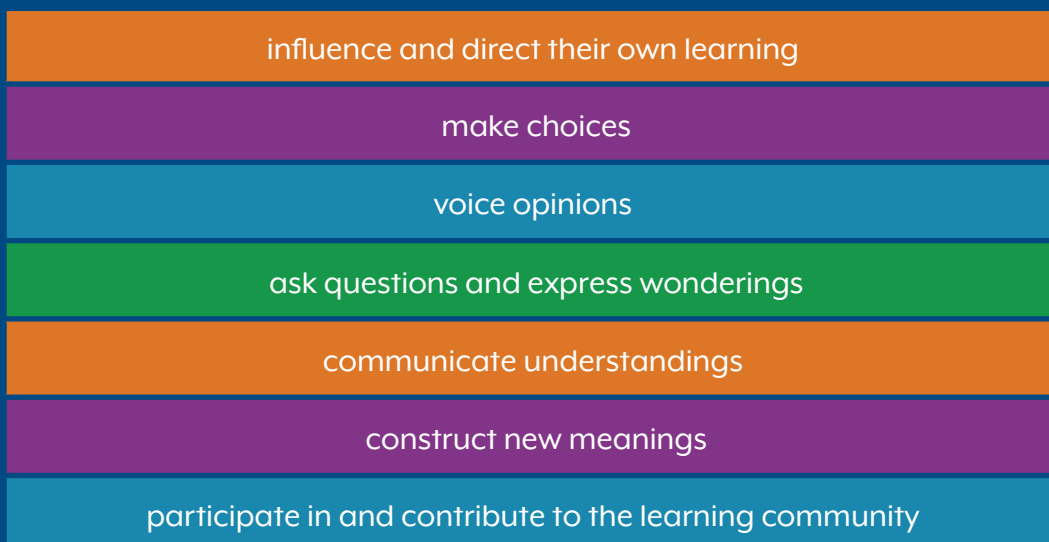 influence and direct their own learning
make choices
voice opinions
ask questions and express wonderings
communicate understandings
construct new meanings
participate in and contribute to the learning community